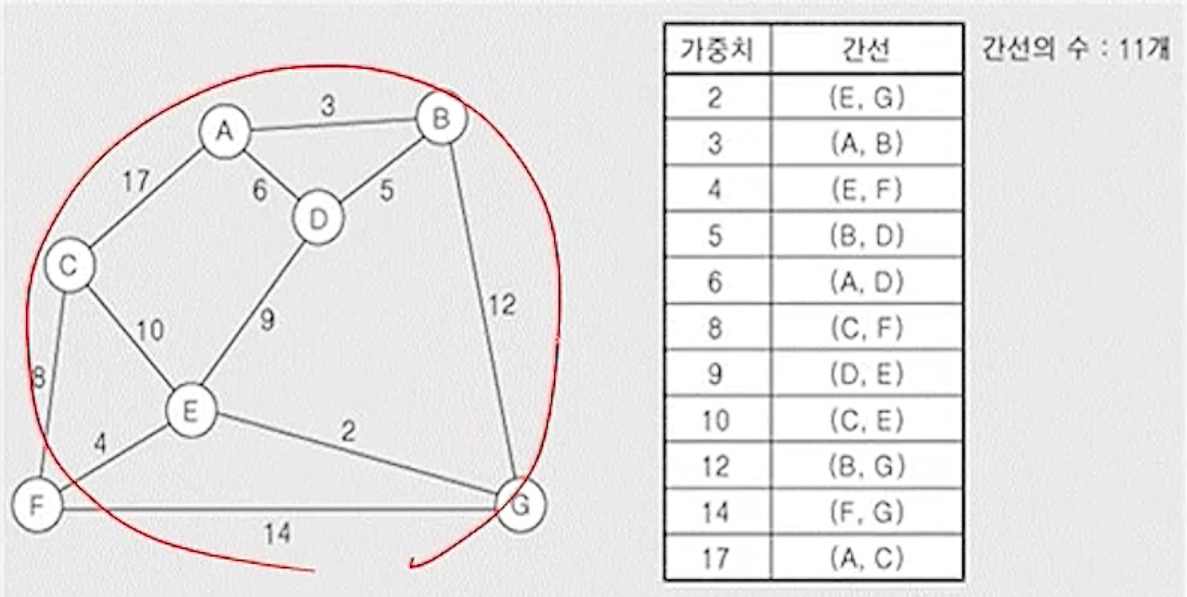 3
A
B
17
6
5
D
C
12
10
9
8
E
4
2
F
G
14
가중치 간선
2 (E, G)
3 (A, B)
4 (E, F)
5 (B, D)
6 (A, D)
8 (C, F)
9 (D, E)
10 (C, E)
12 (B, G)
14 (F, G)
17 (A, C)
간선의 수 : 11개